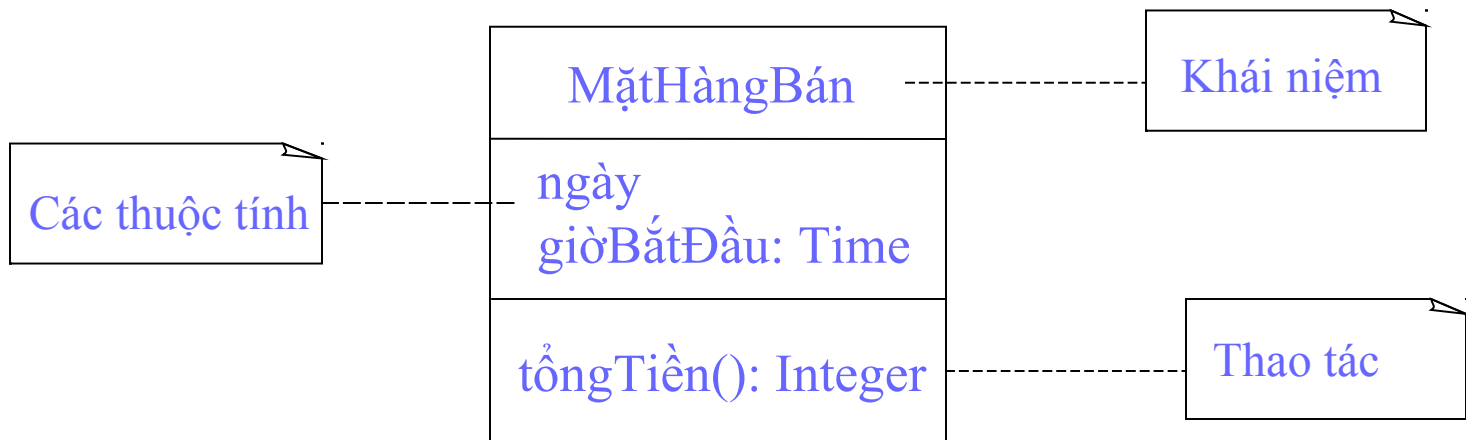 MặtHàngBán
Khái niệm
Các thuộc tính
ngày
giờBắtĐầu: Time
tổngTiền(): Integer
Thao tác